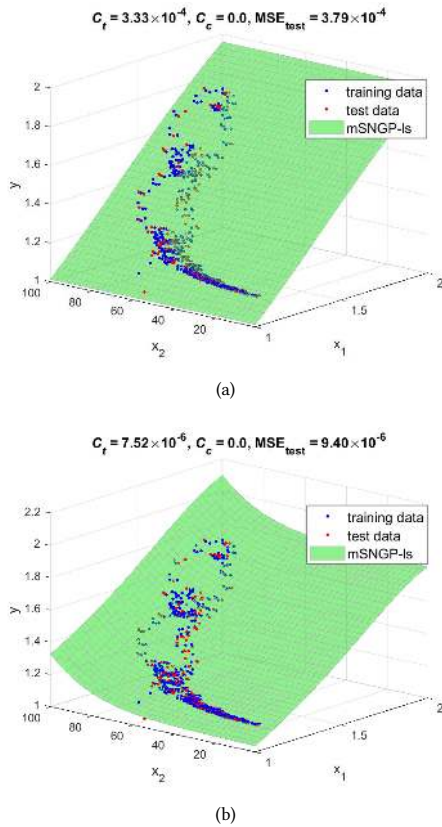 C_t = 3.33×10^-4, C_c = 0.0, MSE_test = 3.79×10^-4
training data
test data
mSNGP-ls
y
2
1.8
1.6
1.4
1.2
1
100
80
60
40
20
x_2
1
1.5
2
x_1
(a)
C_t = 7.52×10^-6, C_c = 0.0, MSE_test = 9.40×10^-6
training data
test data
mSNGP-ls
y
2.2
2
1.8
1.6
1.4
1.2
1
100
80
60
40
20
x_2
1
1.5
2
x_1
(b)